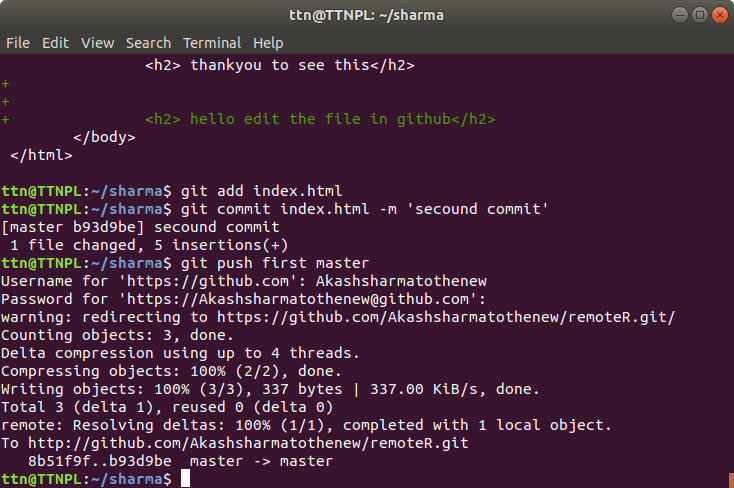 ttn@TTNPL: ~/sharma
File Edit View Search Terminal Help
<h2> thankyou to see this</h2>
+
+
+ <h2> hello edit the file in github</h2>
</body>
</html>
ttn@TTNPL:~/sharma$ git add index.html
ttn@TTNPL:~/sharma$ git commit index.html -m 'secound commit'
[master b93d9be] secound commit
1 file changed, 5 insertions(+)
ttn@TTNPL:~/sharma$ git push first master
Username for 'https://github.com': Akashsharmatothenew
Password for 'https://Akashsharmatothenew@github.com':
warning: redirecting to https://github.com/Akashsharmatothenew/remoteR.git/
Counting objects: 3, done.
Delta compression using up to 4 threads.
Compressing objects: 100% (2/2), done.
Writing objects: 100% (3/3), 337 bytes | 337.00 KiB/s, done.
Total 3 (delta 1), reused 0 (delta 0)
remote: Resolving deltas: 100% (1/1), completed with 1 local object.
To http://github.com/Akashsharmatothenew/remoteR.git
8b51f9f..b93d9be master -> master
ttn@TTNPL:~/sharma$